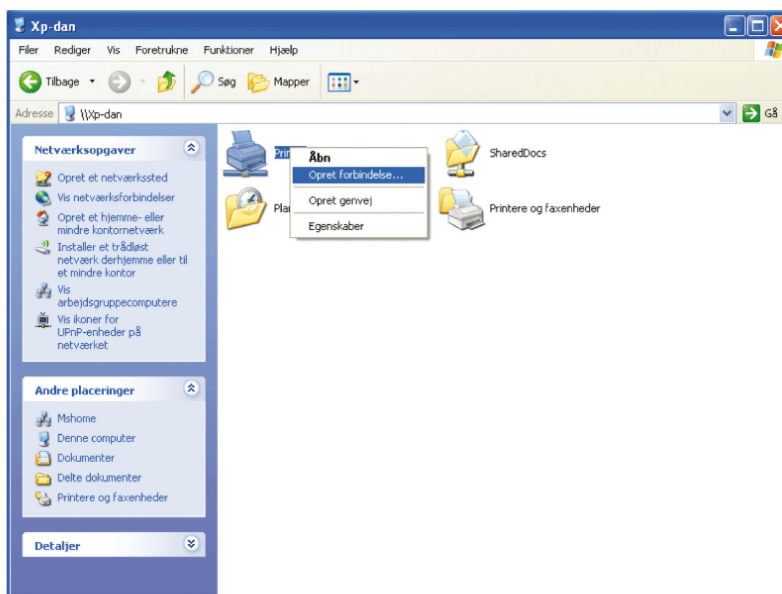 Xp-dan
Filer Rediger Vis Foretrukne Funktioner Hjælp
Tilbage Søg Mapper
Adresse \\Xp-dan Gå
Netværksopgaver
Opret et netværkssted
Vis netværksforbindelser
Opret et hjemme- eller
mindre kontornetværk
Installer et trådløst
netværk derhjemme eller til
et mindre kontor
Vis
arbejdsgruppecomputere
Vis ikoner for
UPnP-enheder på
netværket
Andre placeringer
Mshome
Denne computer
Dokumenter
Delte dokumenter
Printere og faxenheder
Detaljer
Åbn
Opret forbindelse...
Opret genvej
Egenskaber
SharedDocs
Printere og faxenheder